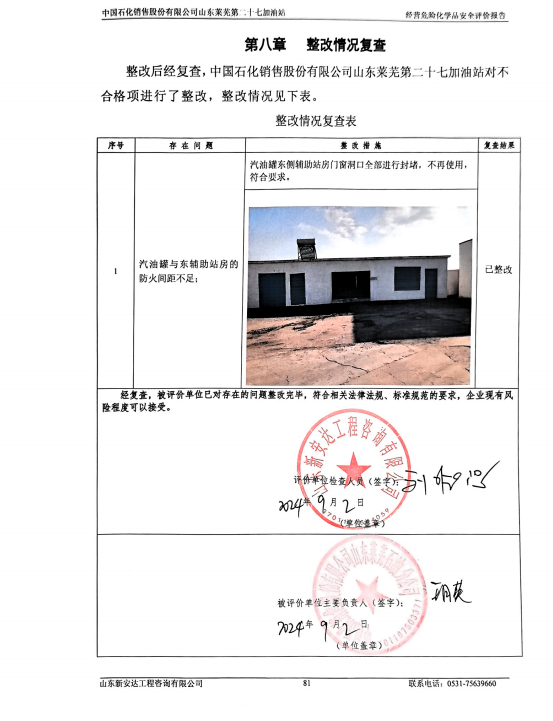 中国石化销售股份有限公司山东莱芜第二十七加油站
经营危险化学品安全评价报告
第八章 整改情况复查
整改后经复查，中国石化销售股份有限公司山东莱芜第二十七加油站对不
合格项进行了整改，整改情况见下表。
整改情况复查表
序号 存在问题 整改措施 复查结果
汽油罐东侧辅助站房门窗洞口全部进行封堵，不再使用，
符合要求。
1
汽油罐与东辅助站房的
防火间距不足；
已整改
经复查，被评价单位已对存在的问题整改完毕，符合相关法律法规、标准规范的要求，企业现有风
险程度可以接受。
山东新安达工程咨询有限公司
评价单位检查人员（签字）：
2024年9月2日
（单位盖章）
被评价单位主要负责人（签字）：
2024年9月2日
（单位盖章）
山东新安达工程咨询有限公司
81
联系电话：0531-75639660